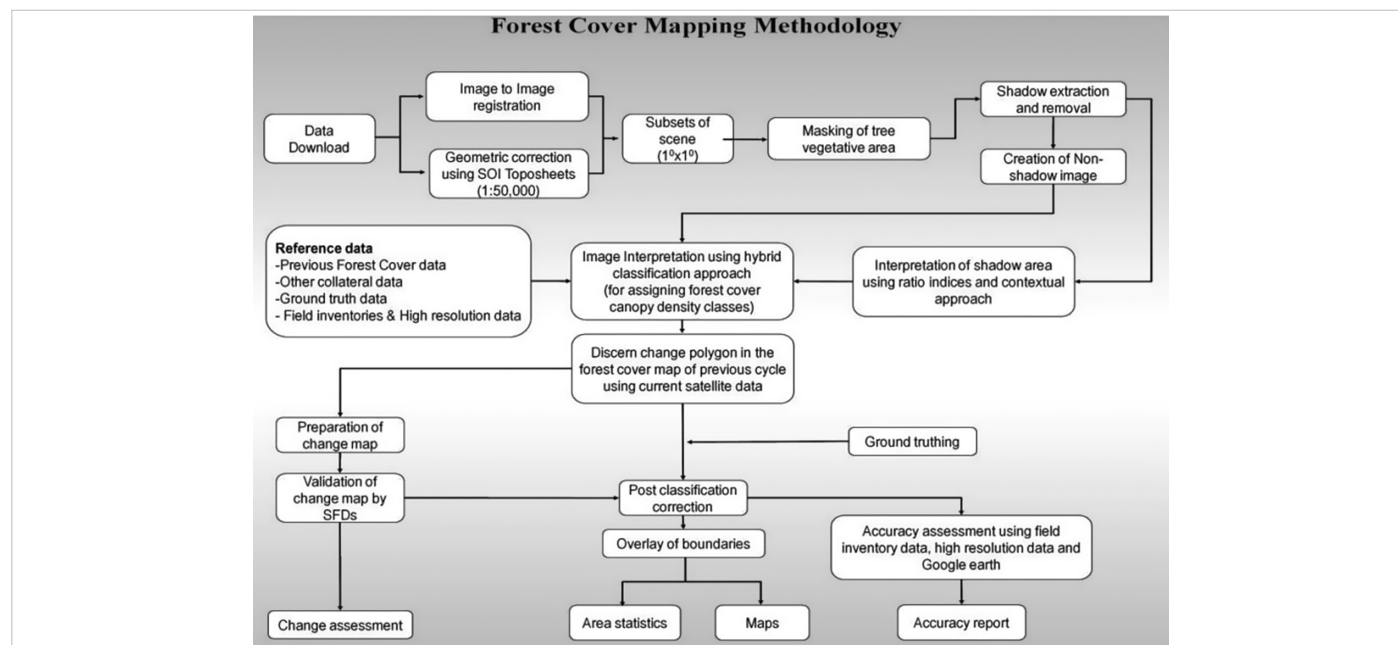 Forest Cover Mapping Methodology
Data
Download
Image to Image
registration
Geometric correction
using SOI Toposheets
(1:50,000)
Subsets of
scene
(1⁰x1⁰)
Masking of tree
vegetative area
Shadow extraction
and removal
Creation of Non-
shadow image
Reference data
-Previous Forest Cover data
-Other collateral data
-Ground truth data
- Field inventories & High resolution data
Image Interpretation using hybrid
classification approach
(for assigning forest cover
canopy density classes)
Interpretation of shadow area
using ratio indices and contextual
approach
Discern change polygon in the
forest cover map of previous cycle
using current satellite data
Preparation of
change map
Ground truthing
Validation of
change map by
SFDs
Post classification
correction
Overlay of boundaries
Accuracy assessment using field
inventory data, high resolution data and
Google earth
Change assessment
Area statistics
Maps
Accuracy report